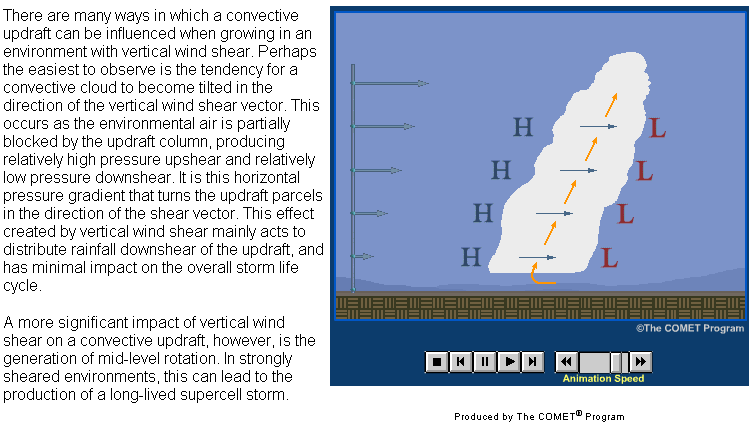 There are many ways in which a convective
updraft can be influenced when growing in an
environment with vertical wind shear. Perhaps
the easiest to observe is the tendency for a
convective cloud to become tilted in the
direction of the vertical wind shear vector. This
occurs as the environmental air is partially
blocked by the updraft column, producing
relatively high pressure upshear and relatively
low pressure downshear. It is this horizontal
pressure gradient that turns the updraft parcels
in the direction of the shear vector. This effect
created by vertical wind shear mainly acts to
distribute rainfall downshear of the updraft, and
has minimal impact on the overall storm life
cycle.
A more significant impact of vertical wind
shear on a convective updraft, however, is the
generation of mid-level rotation. In strongly
sheared environments, this can lead to the
production of a long-lived supercell storm.
H L
H L
H L
H L
©The COMET Program
Animation Speed
Produced by The COMET® Program